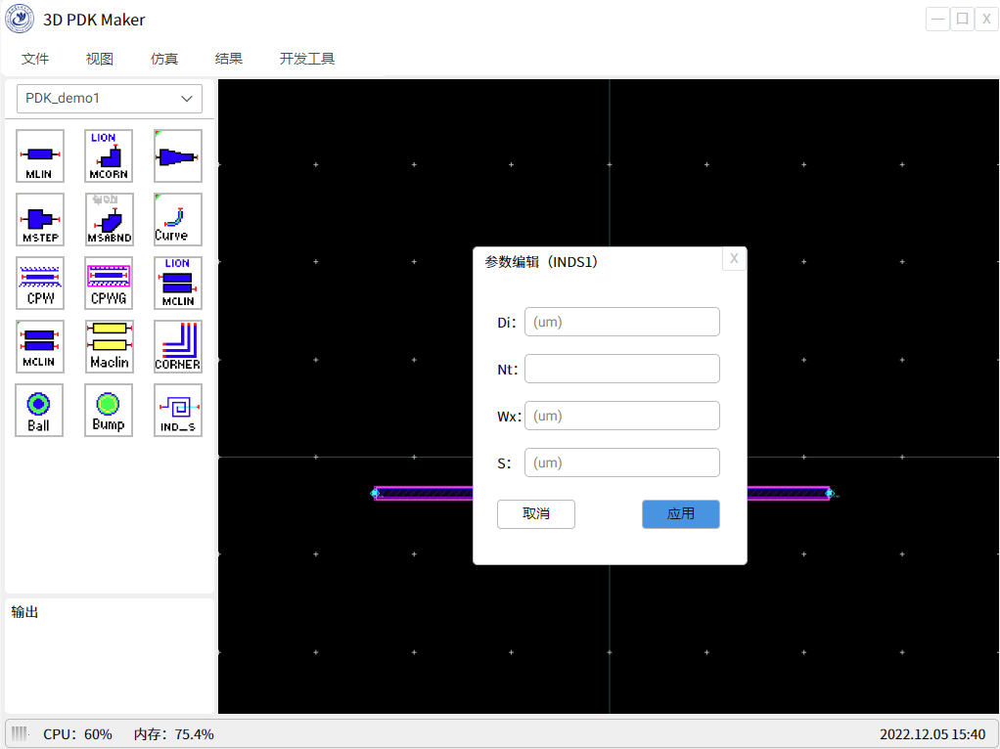 3D PDK Maker
文件 视图 仿真 结果 开发工具
PDK_demo1
MLIN
LION
MCORN
MSTEP
MSABND
Curve
CPW
CPWG
LION
MCLIN
MCLIN
Maclin
CORNER
Ball
Bump
IND_S
输出
参数编辑（INDS1）
X
Di： (um)
Nt：
Wx： (um)
S： (um)
取消 应用
CPU：60% 内存：75.4%
2022.12.05 15:40